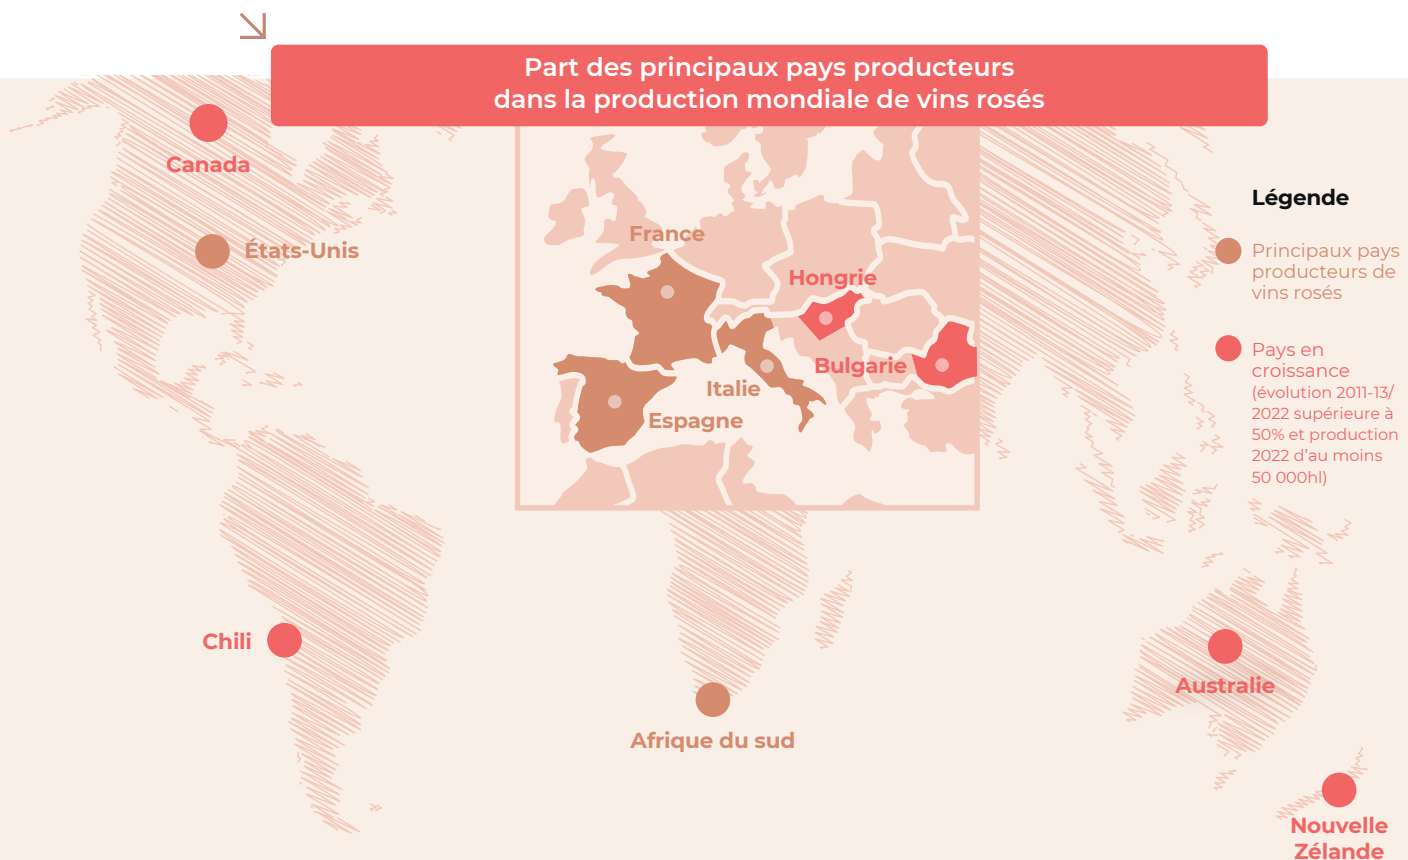 Part des principaux pays producteurs
dans la production mondiale de vins rosés
Canada
États-Unis
France
Hongrie
Bulgarie
Italie
Espagne
Chili
Afrique du sud
Australie
Nouvelle
Zélande
Légende
Principaux pays
producteurs de
vins rosés
Pays en
croissance
(évolution 2011-13/
2022 supérieure à
50% et production
2022 d'au moins
50 000hl)